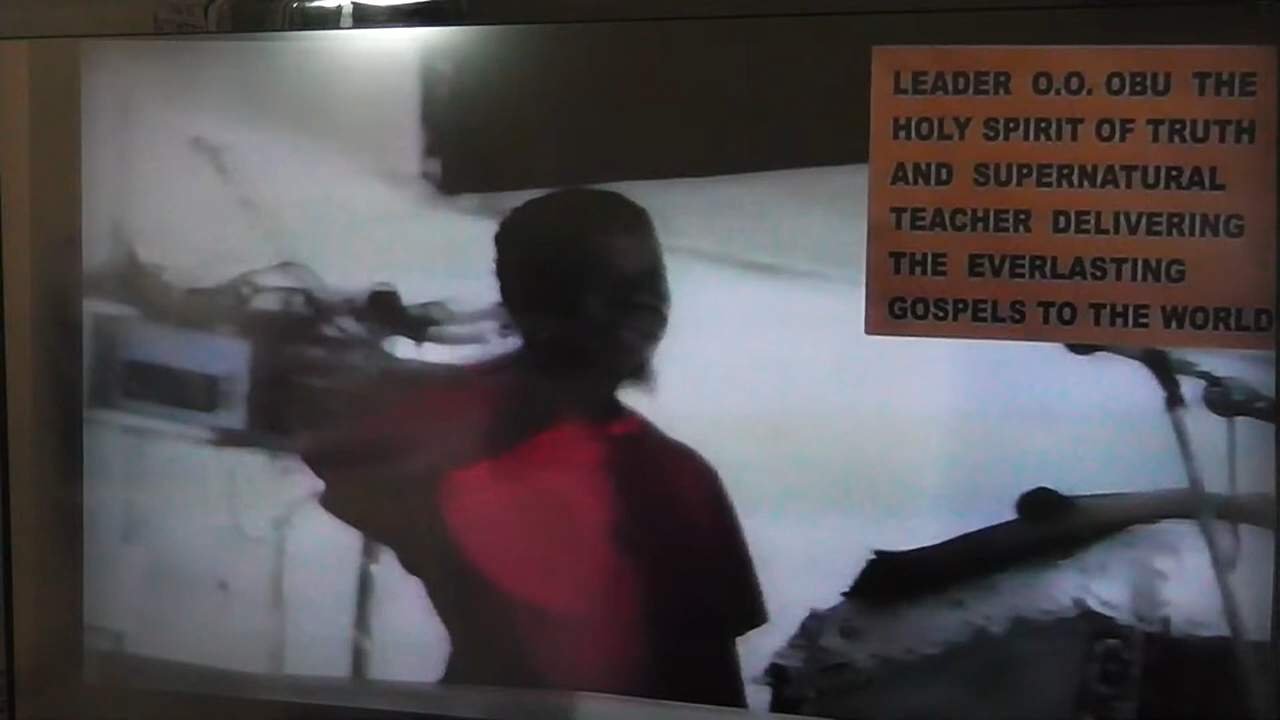 LEADER O.O. OBU THE
HOLY SPIRIT OF TRUTH
AND SUPERNATURAL
TEACHER DELIVERING
THE EVERLASTING
GOSPELS TO THE WORLD